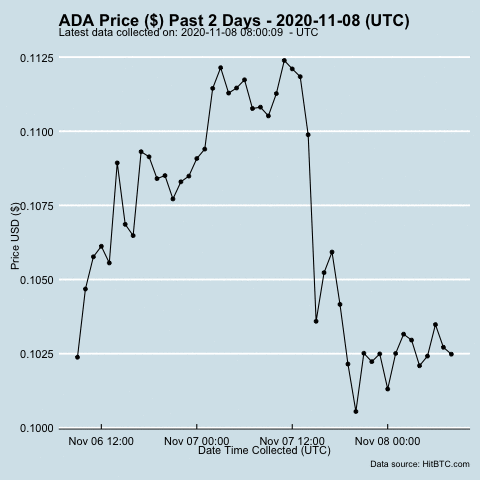 ADA Price ($) Past 2 Days - 2020-11-08 (UTC)
Latest data collected on: 2020-11-08 08:00:09 - UTC
0.1125
0.1100
0.1075
0.1050
0.1025
0.1000
Price USD ($)
Nov 06 12:00
Nov 07 00:00
Nov 07 12:00
Nov 08 00:00
Date Time Collected (UTC)
Data source: HitBTC.com